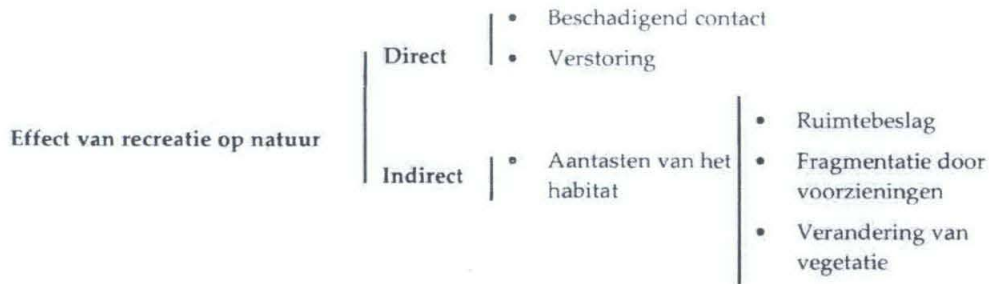 Effect van recreatie op natuur
Direct
• Beschadigend contact
• Verstoring
Indirect
• Aantasten van het
habitat
• Ruimtebeslag
• Fragmentatie door
voorzieningen
• Verandering van
vegetatie